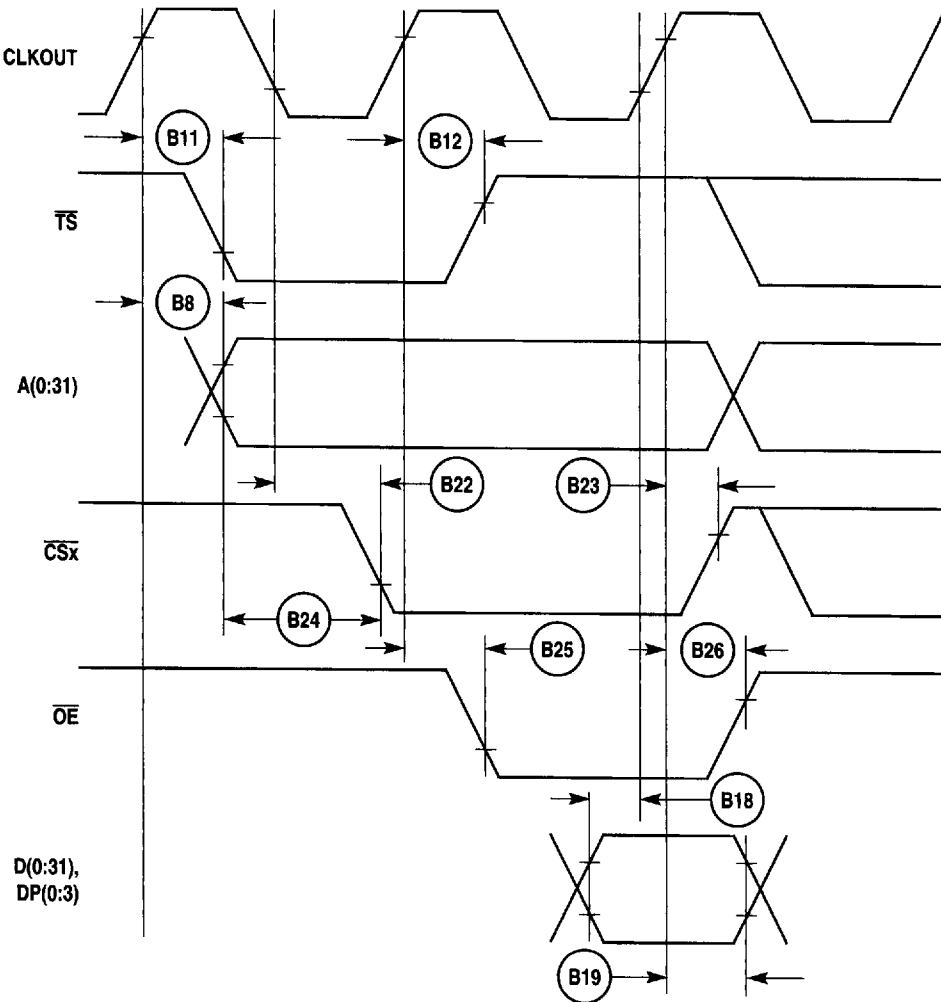 CLKOUT
B11
B12
TS
B8
A(0:31)
B22
B23
CSx
B24
B25
B26
OE
B18
D(0:31),
DP(0:3)
B19